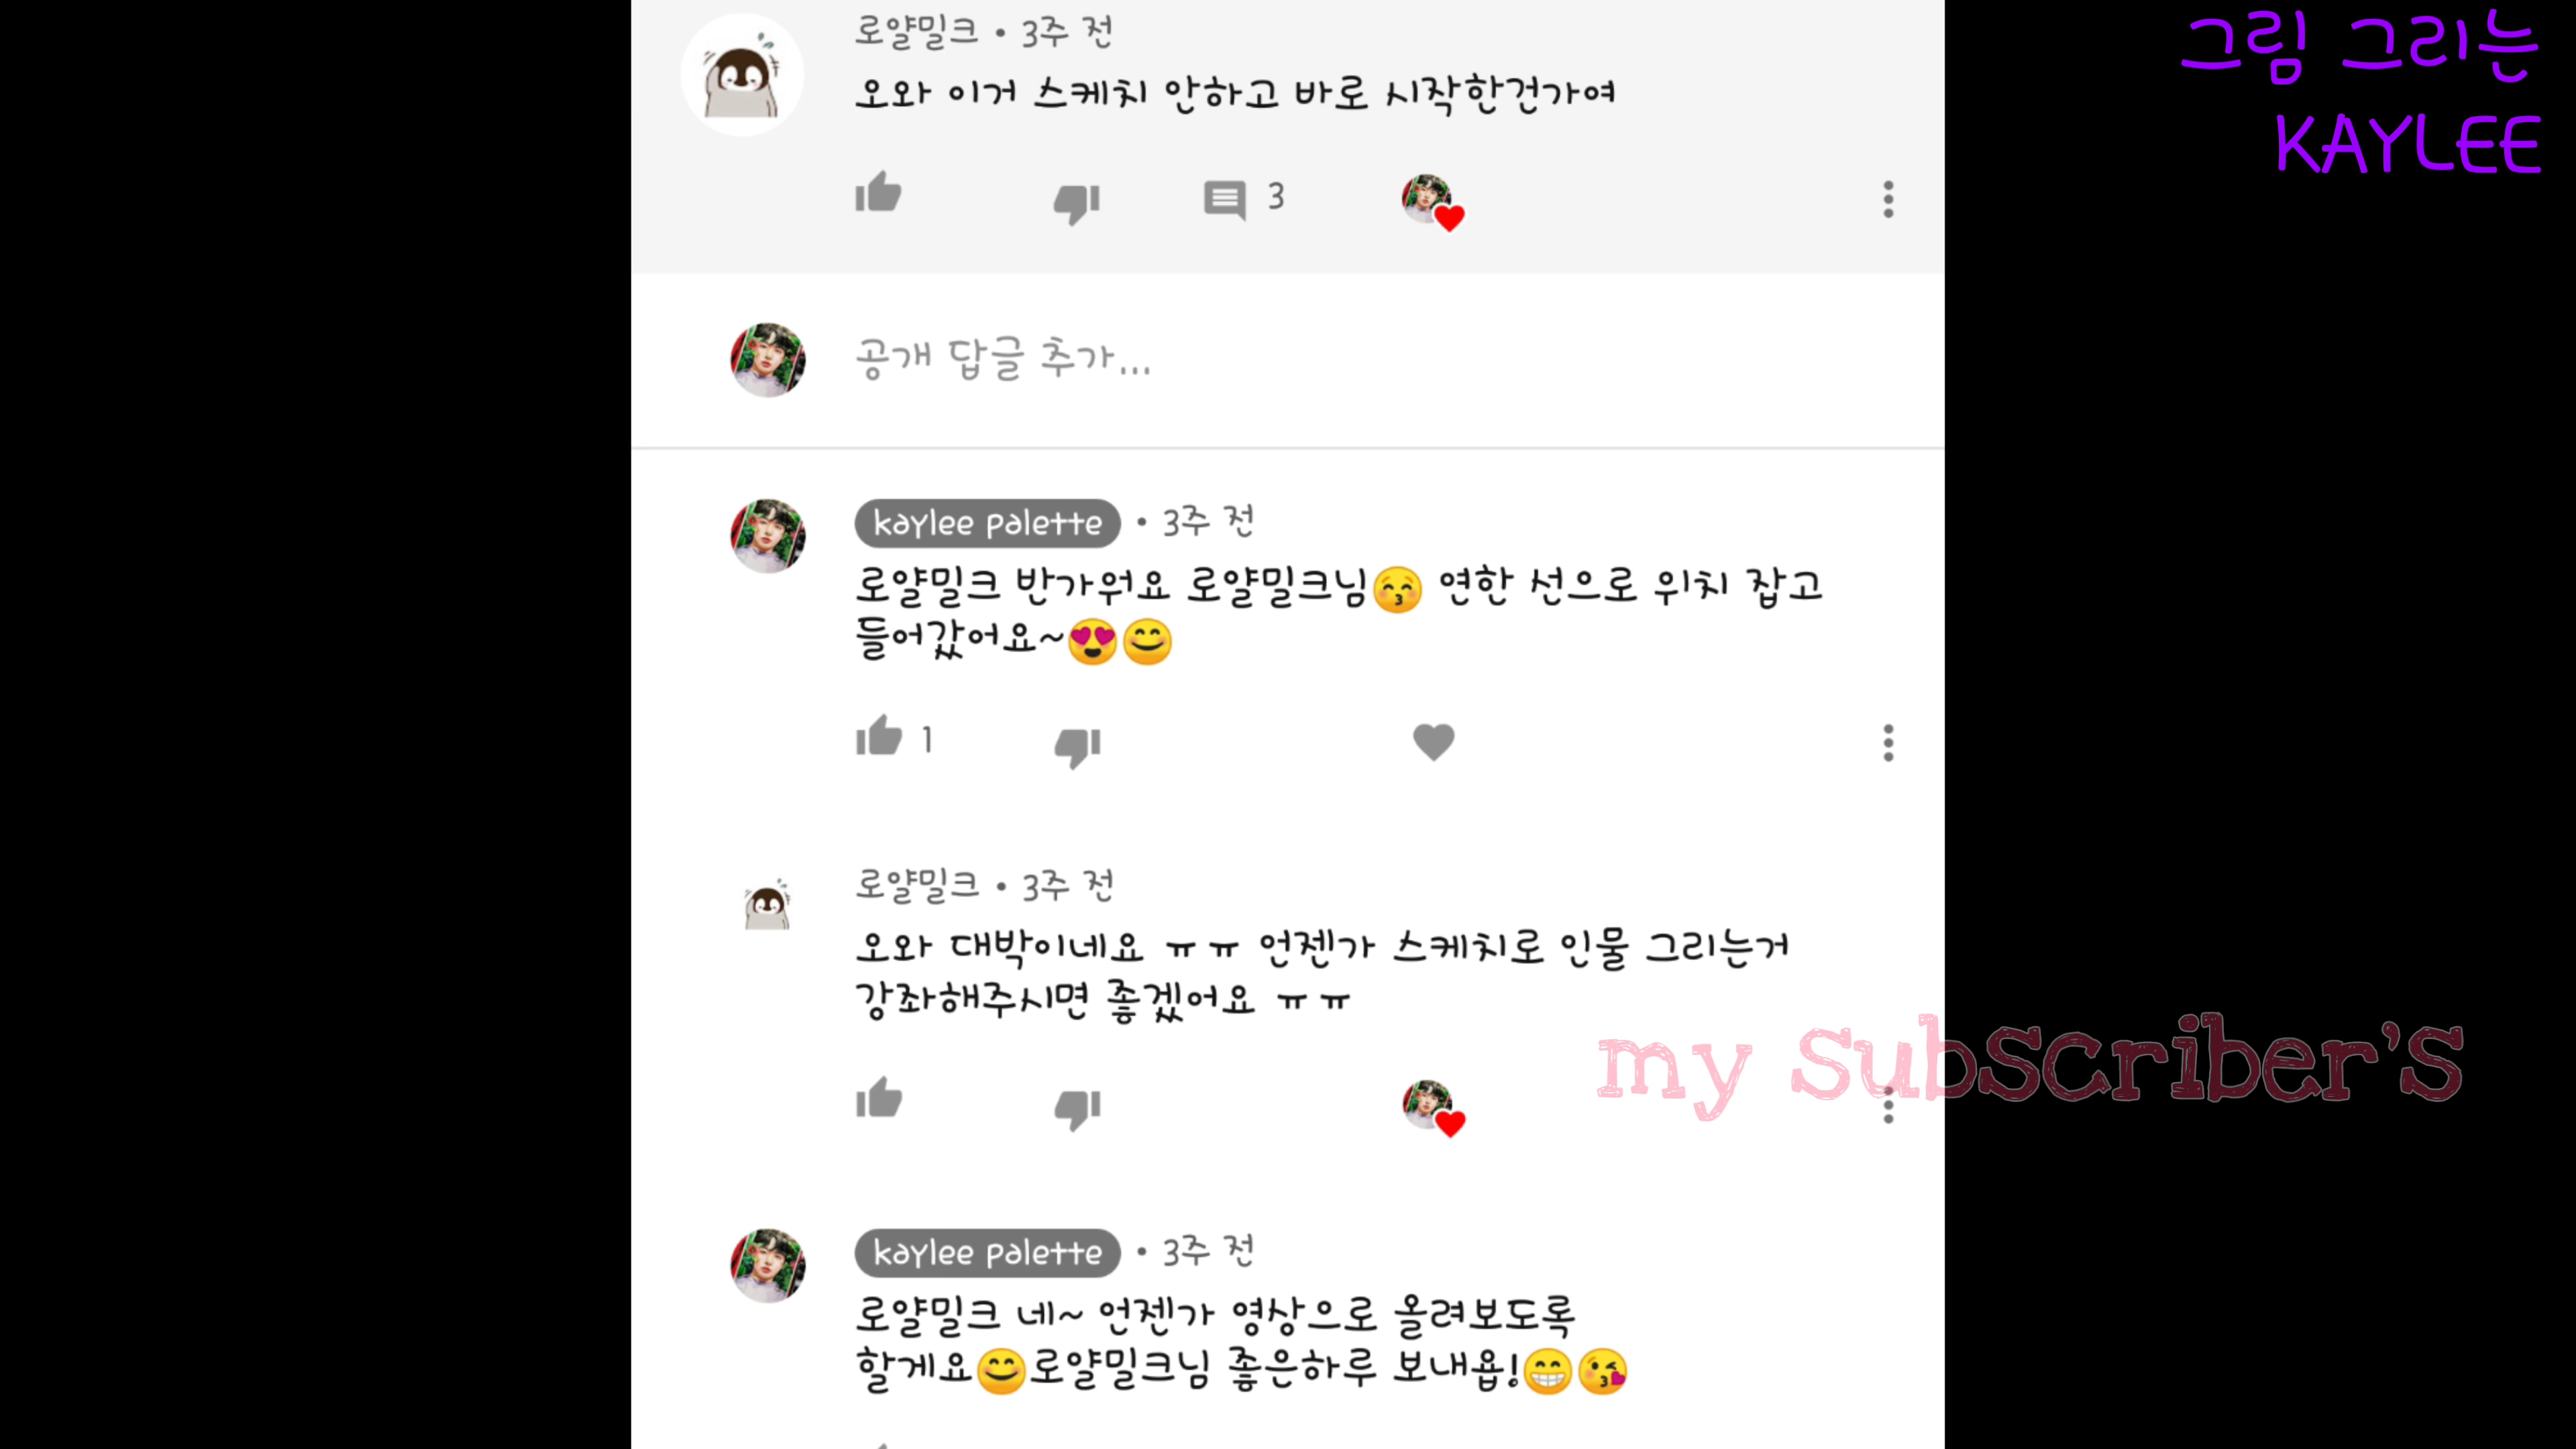 로얄밀크 • 3주 전
오와 이거 스케치 안하고 바로 시작한건가여
3
공개 답글 추가...
kaylee palette • 3주 전
로얄밀크 반가워요 로얄밀크님😚 연한 선으로 위치 잡고
들어갔어요~😍😊
1
로얄밀크 • 3주 전
오와 대박이네요 ㅠㅠ 언젠가 스케치로 인물 그리는거
강좌해주시면 좋겠어요 ㅠㅠ
kaylee palette • 3주 전
로얄밀크 네~ 언젠가 영상으로 올려보도록
할게요😊로얄밀크님 좋은하루 보내욥!😁😘
그림 그리는
KAYLEE
my Subscriber's